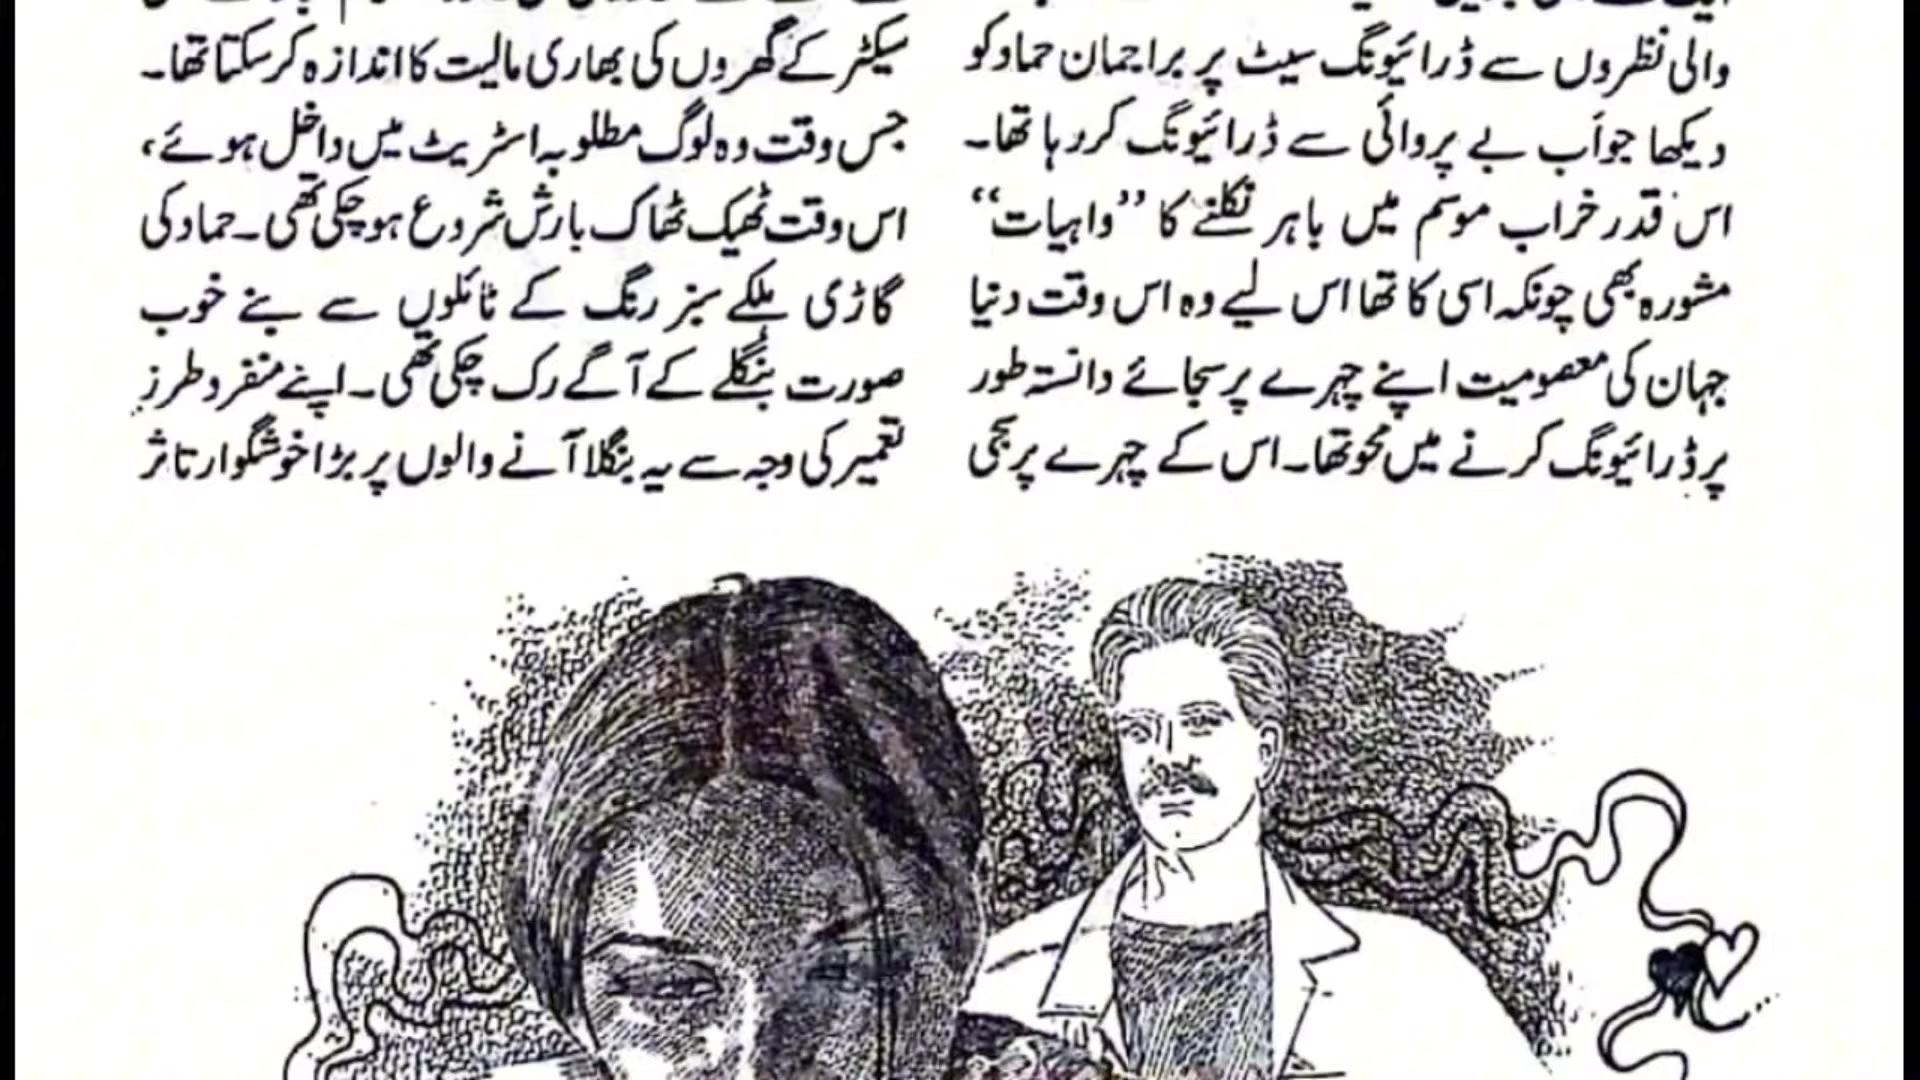 والی نظروں سے ڈرائیونگ سیٹ پر براجمان حماد کو
دیکھا جو اَب بے پروائی سے ڈرائیونگ کر رہا تھا۔
اس قدر خراب موسم میں باہر نکلنے کا ’’واہیات‘‘
مشورہ بھی چونکہ اسی کا تھا اس لیے وہ اس وقت دنیا
جہان کی معصومیت اپنے چہرے پر سجائے دانستہ طور
پر ڈرائیونگ کرنے میں محو تھا۔ اس کے چہرے پر سجی
سیکٹر کے گھروں کی بھاری مالیت کا اندازہ کر سکتا تھا۔
جس وقت وہ لوگ مطلوبہ اسٹریٹ میں داخل ہوئے،
اس وقت ٹھیک ٹھاک بارش شروع ہو چکی تھی۔ حماد کی
گاڑی ہلکے سبز رنگ کے ٹائلوں سے بنے خوب
صورت بنگلے کے آگے رک چکی تھی۔ اپنے منفرد طرز
تعمیر کی وجہ سے یہ بنگلا آنے والوں پر بڑا خوشگوار تاثر